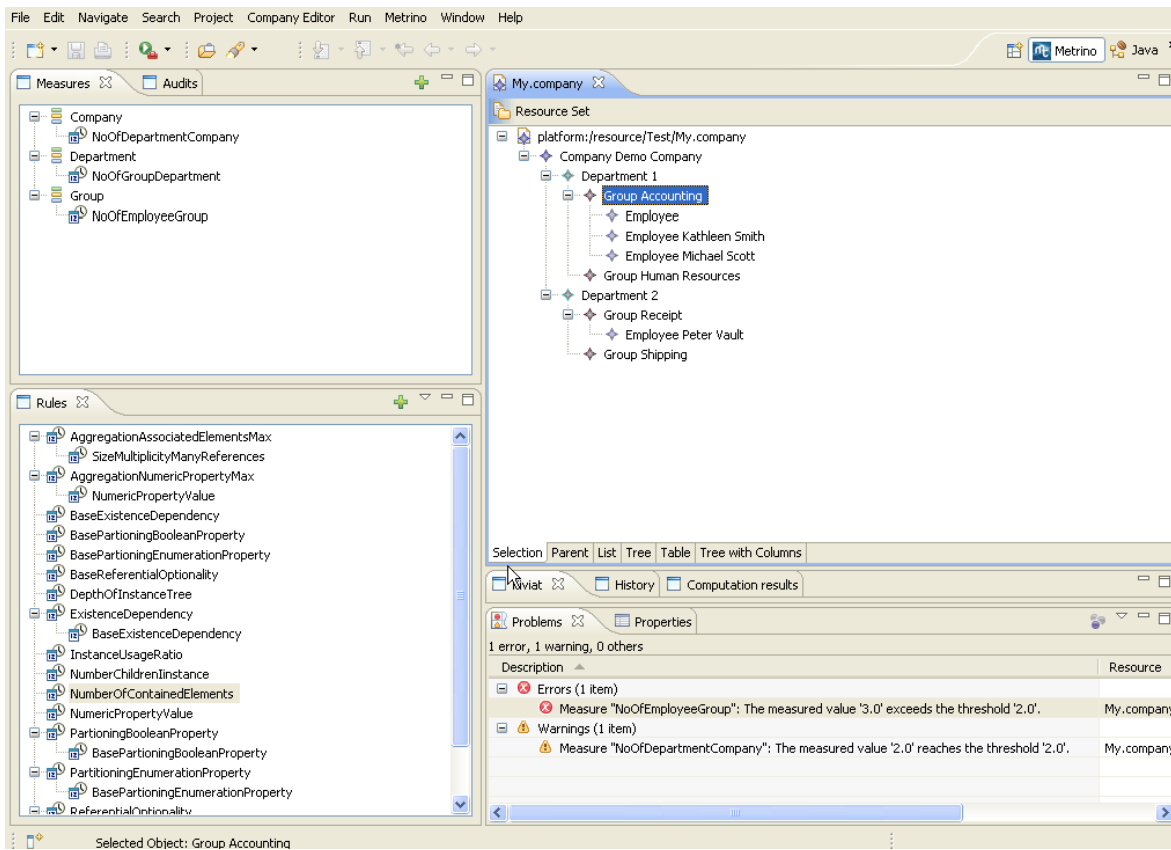 File Edit Navigate Search Project Company Editor Run Metrino Window Help
Metrino Java
Measures Audits
Company
NoOfDepartmentCompany
Department
NoOfGroupDepartment
Group
NoOfEmployeeGroup
Rules
AggregationAssociatedElementsMax
SizeMultiplicityManyReferences
AggregationNumericPropertyMax
NumericPropertyValue
BaseExistenceDependency
BasePartioningBooleanProperty
BasePartioningEnumerationProperty
BaseReferentialOptionality
DepthOfInstanceTree
ExistenceDependency
BaseExistenceDependency
InstanceUsageRatio
NumberChildrenIinstance
NumberOfContainedElements
NumericPropertyValue
PartioningBooleanProperty
BasePartioningBooleanProperty
PartitioningEnumerationProperty
BasePartioningEnumerationProperty
ReferentialOptionality
My.company
Resource Set
platform:/resource/Test/My.company
Company Demo Company
Department 1
Group Accounting
Employee
Employee Kathleen Smith
Employee Michael Scott
Group Human Resources
Department 2
Group Receipt
Employee Peter Vault
Group Shipping
Selection Parent List Tree Table Tree with Columns
Kiviat History Computation results
Problems Properties
1 error, 1 warning, 0 others
Description Resource
Errors (1 item)
Measure "NoOfEmployeeGroup": The measured value '3.0' exceeds the threshold '2.0'. My.company
Warnings (1 item)
Measure "NoOfDepartmentCompany": The measured value '2.0' reaches the threshold '2.0'. My.company
Selected Object: Group Accounting